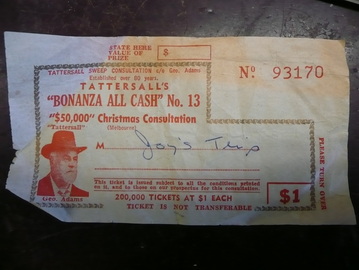 STATE HERE
VALUE OF
PRIZE
$
TATTERSALL SWEEP CONSULTATION c/o Geo. Adams
Established over 80 years.
No 93170
TATTERSALL'S
"BONANZA ALL CASH" No. 13
"$50,000" Christmas Consultation
"Tattersall" (Melbourne)
M Joy's Trip
PLEASE TURN OVER
This ticket is issued subject to all the conditions printed
on it, and to those on our prospectus for this consultation.
Geo. Adams
200,000 TICKETS AT $1 EACH
$1
TICKET IS NOT TRANSFERABLE